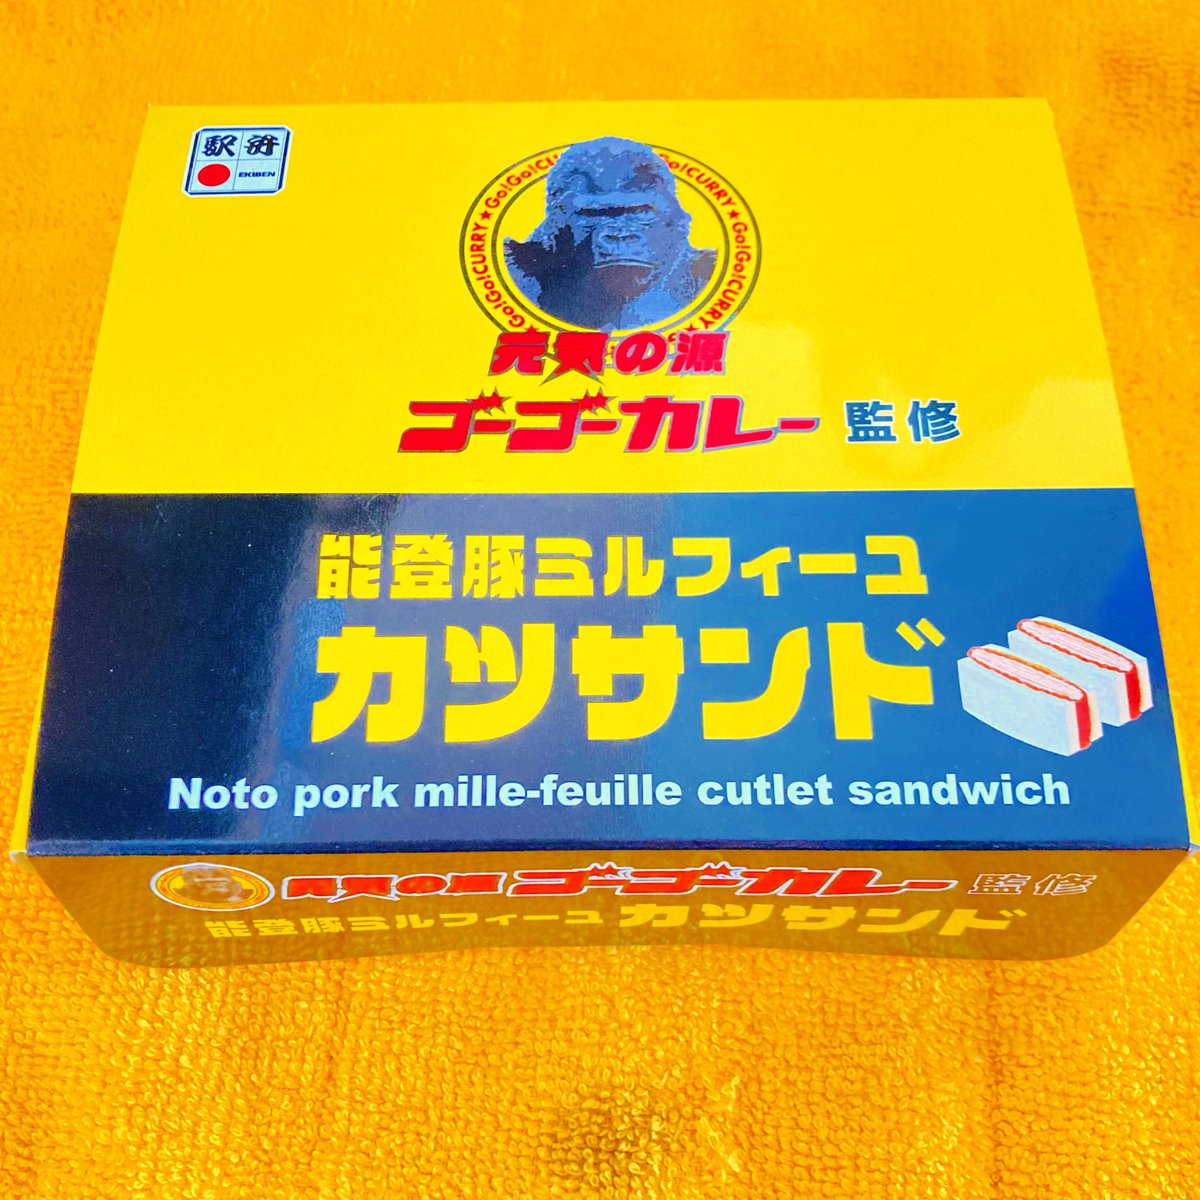 駅弁
EKIBEN
Go!Go!CURRY★Go!Go!CU
Go!CURRY★Go!Go!CURRY★
元気の源
ゴーゴーカレー 監修
能登豚ミルフィーユ
カツサンド
Noto pork mille-feuille cutlet sandwich
元気の源 ゴーゴーカレー 監修
能登豚ミルフィーユ カツサンド